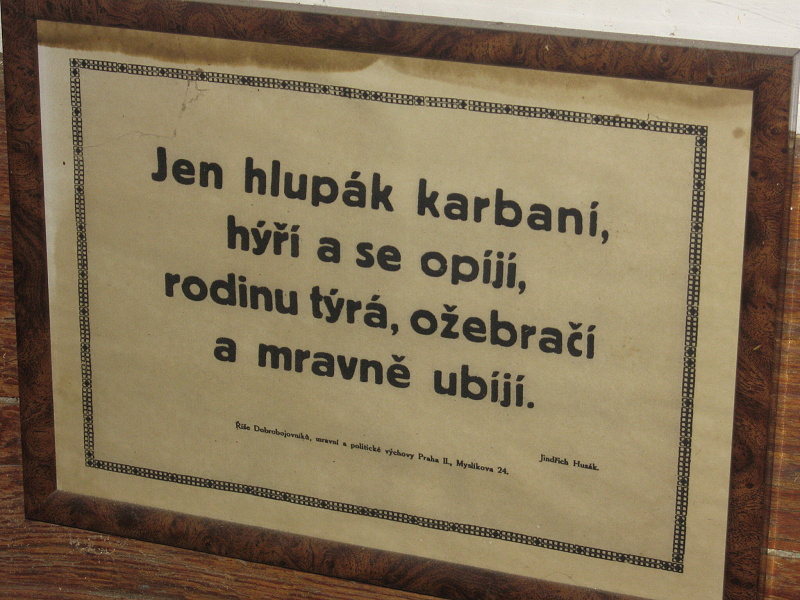 Jen hlupák karbaní,
hýří a se opíjí,
rodinu týrá, ožebračí
a mravně ubíjí.
Říše Dobrobojovníků, mravní a politické výchovy Praha II., Myslíkova 24. Jindřich Husák.